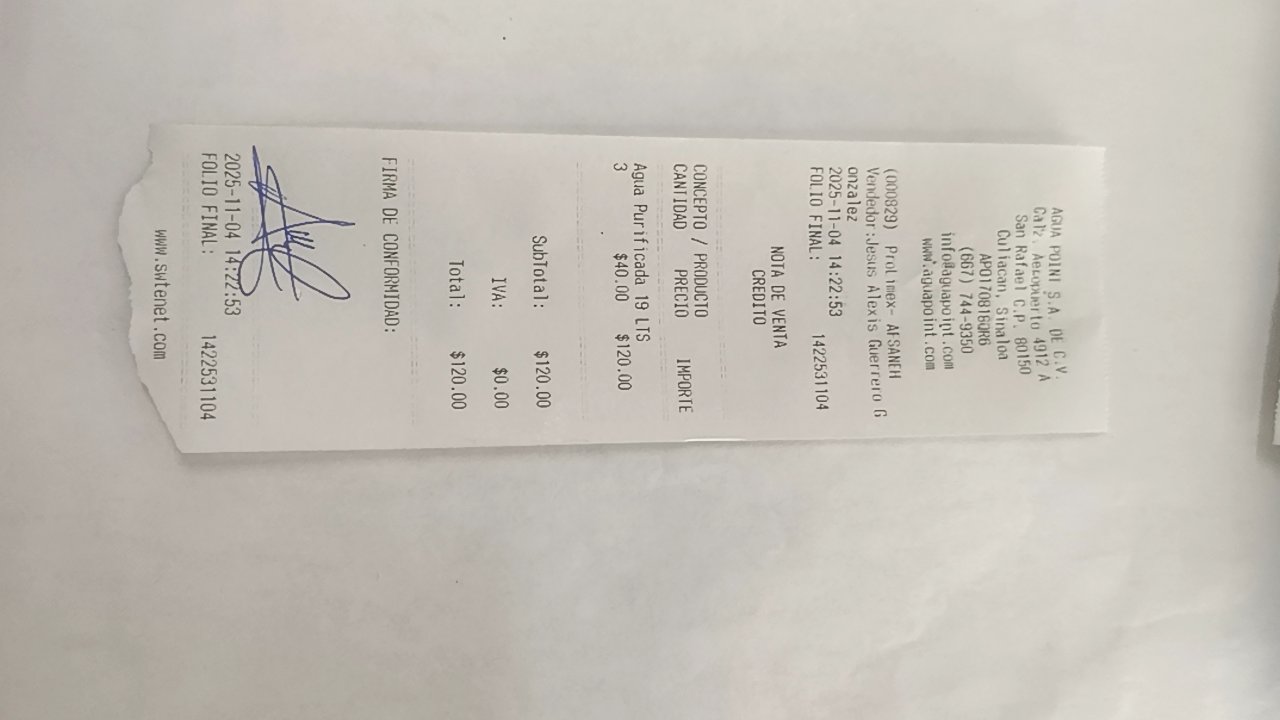 AGUA POINT S.A. DE C.V.
Calz. Aeropuerto 4912 A
San Rafael C.P. 80150
Culiacan, Sinaloa
APO170818QR6
(667) 744-9350
info@aguapoint.com
www.aguapoint.com
(000829) Prolimex- AFSANEH
Vendedor:Jesus Alexis Guerrero G
onzalez
2025-11-04 14:22:53
FOLIO FINAL: 1422531104
NOTA DE VENTA
CREDITO
CONCEPTO / PRODUCTO
CANTIDAD PRECIO IMPORTE
Agua Purificada 19 LTS
3 $40.00 $120.00
SubTotal: $120.00
IVA: $0.00
Total: $120.00
FIRMA DE CONFORMIDAD:
2025-11-04 14:22:53
FOLIO FINAL: 1422531104
www.swtenet.com